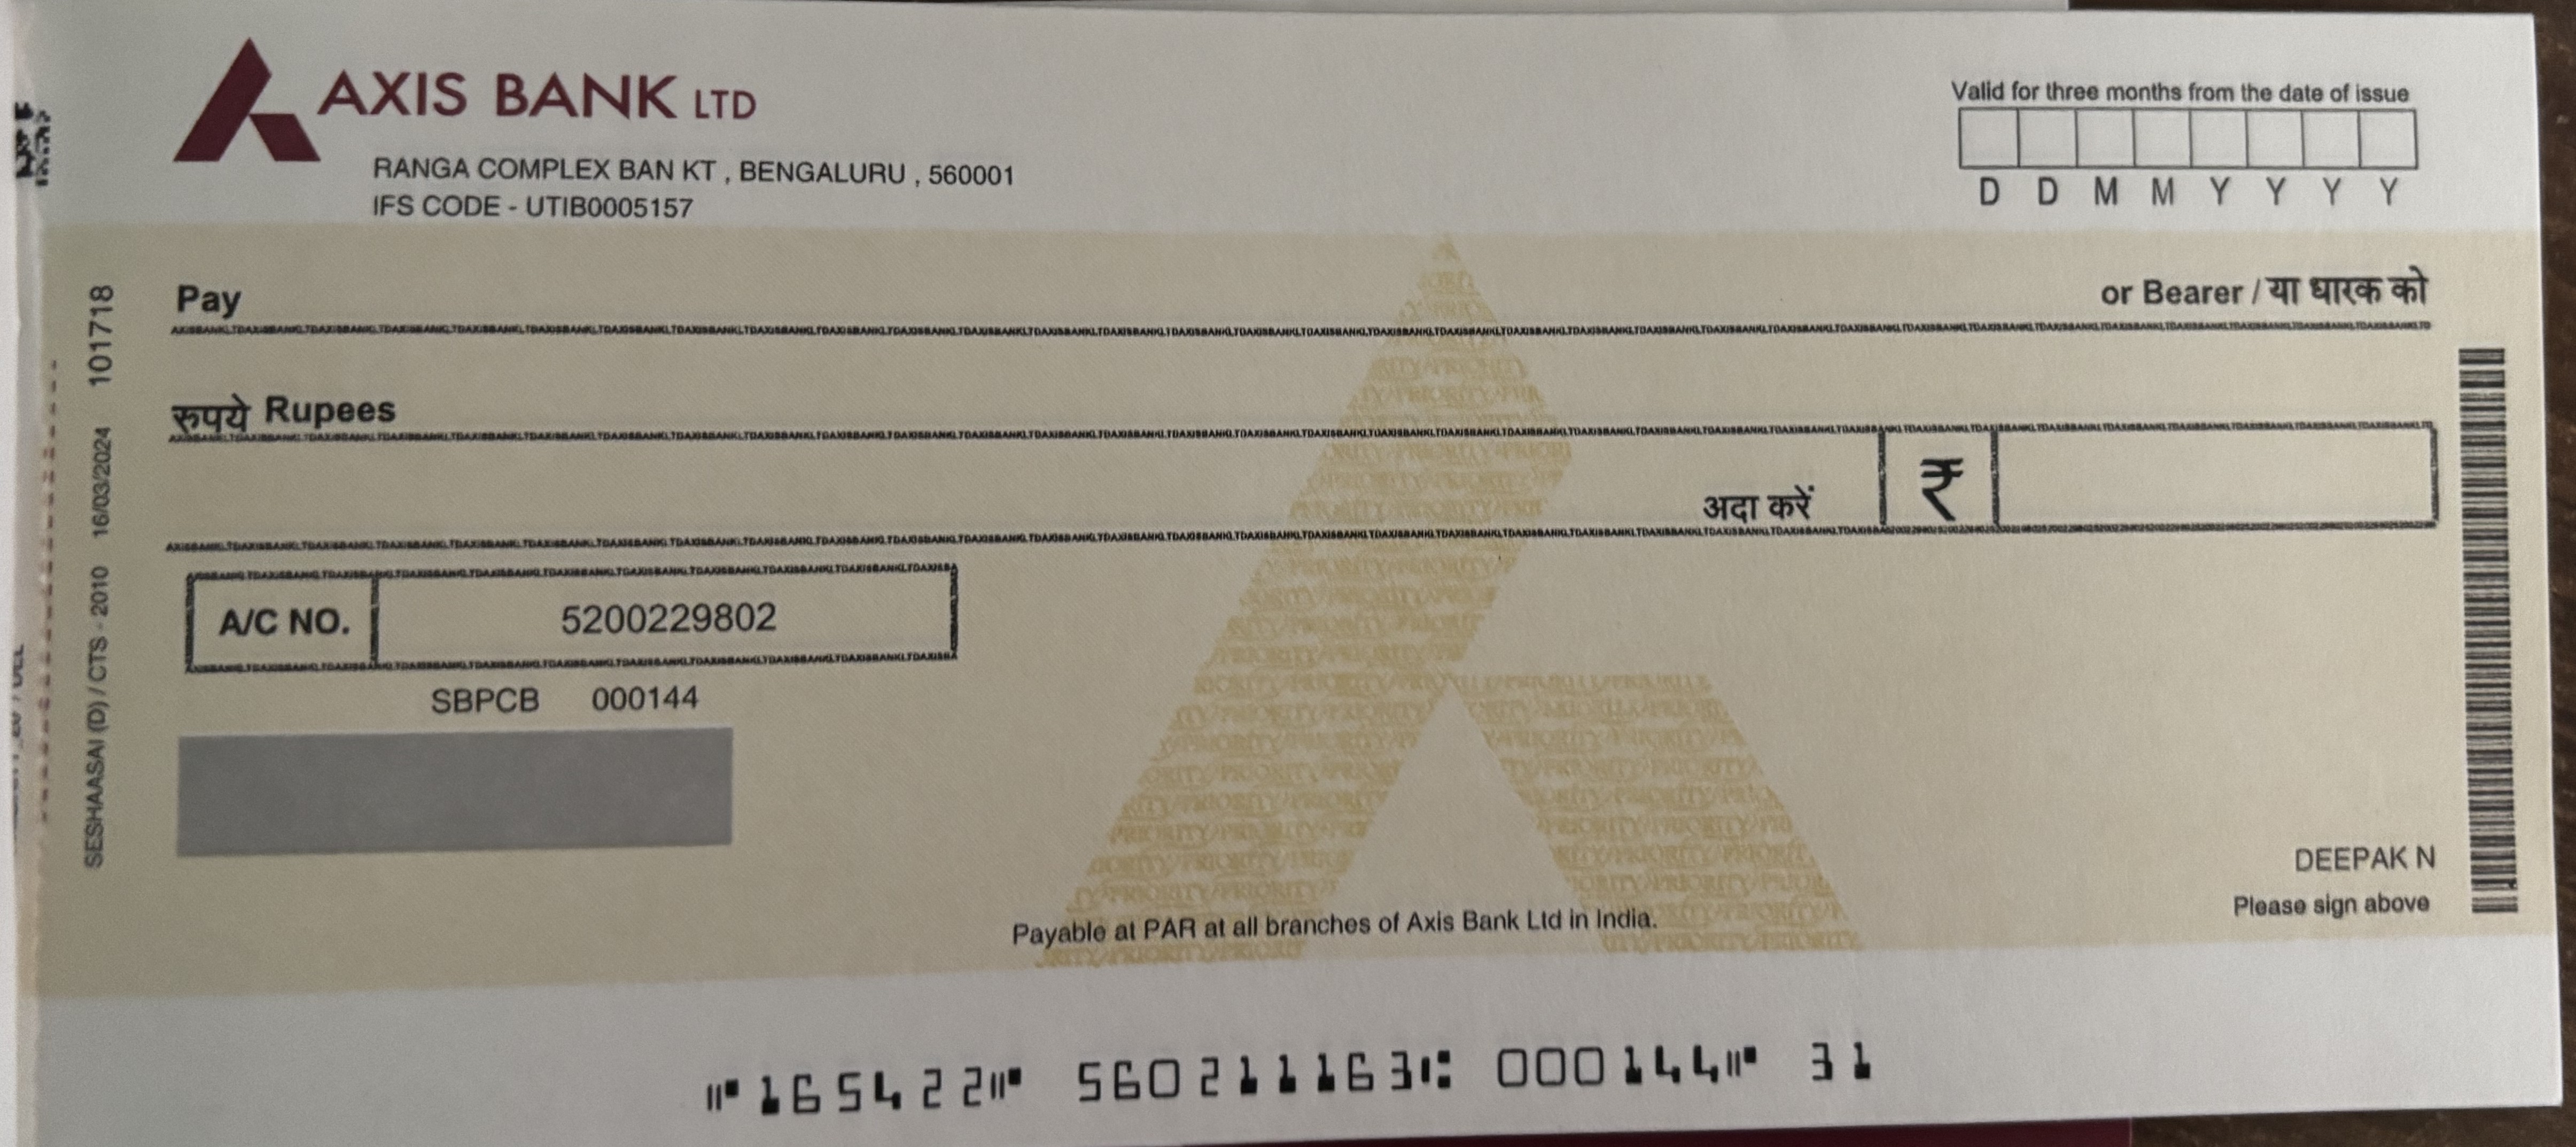 AXIS BANK LTD
RANGA COMPLEX BAN KT , BENGALURU , 560001
IFS CODE - UTIB0005157
Valid for three months from the date of issue
D D M M Y Y Y Y
Pay
or Bearer / या धारक को
रुपये Rupees
अदा करें
₹
A/C NO. 5200229802
SBPCB 000144
SESHAASAI (D) / CTS - 2010 16/03/2024 101718
DEEPAK N
Please sign above
Payable at PAR at all branches of Axis Bank Ltd in India.
⑈165422⑈ 560211163⑆ 000144⑈ 31